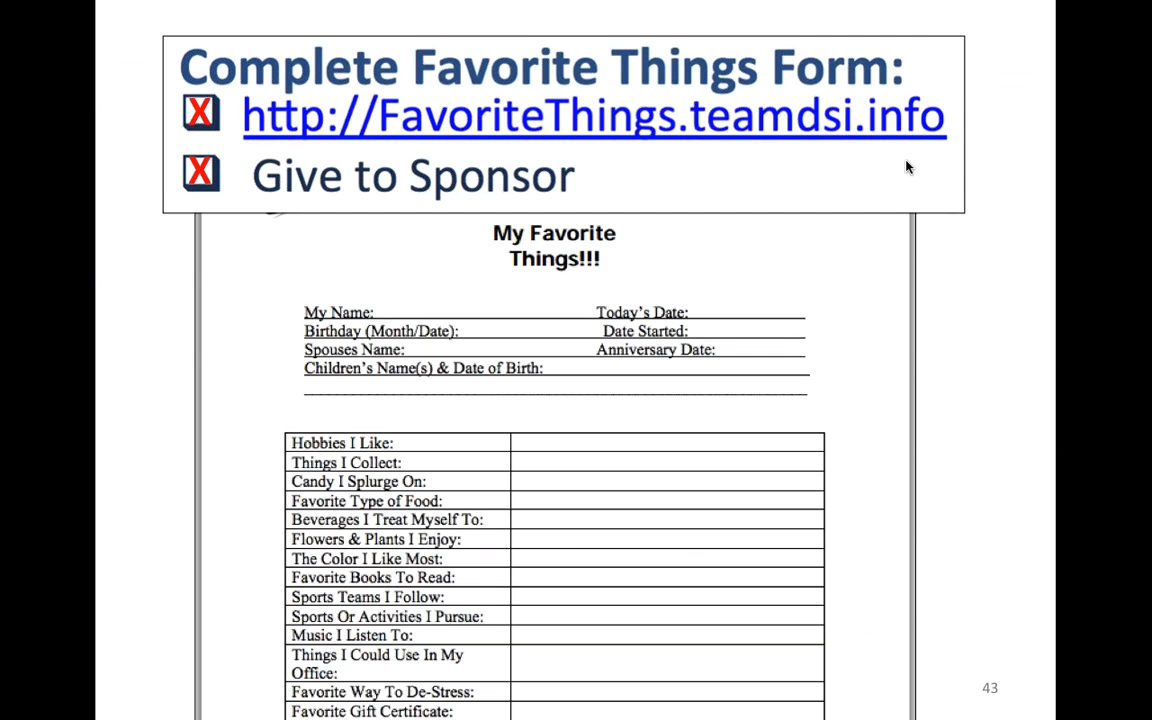 Complete Favorite Things Form:
X http://FavoriteThings.teamdsi.info
X Give to Sponsor
My Favorite
Things!!!
My Name: Today's Date:
Birthday (Month/Date): Date Started:
Spouses Name: Anniversary Date:
Children's Name(s) & Date of Birth:
Hobbies I Like:
Things I Collect:
Candy I Splurge On:
Favorite Type of Food:
Beverages I Treat Myself To:
Flowers & Plants I Enjoy:
The Color I Like Most:
Favorite Books To Read:
Sports Teams I Follow:
Sports Or Activities I Pursue:
Music I Listen To:
Things I Could Use In My
Office:
Favorite Way To De-Stress:
Favorite Gift Certificate:
43